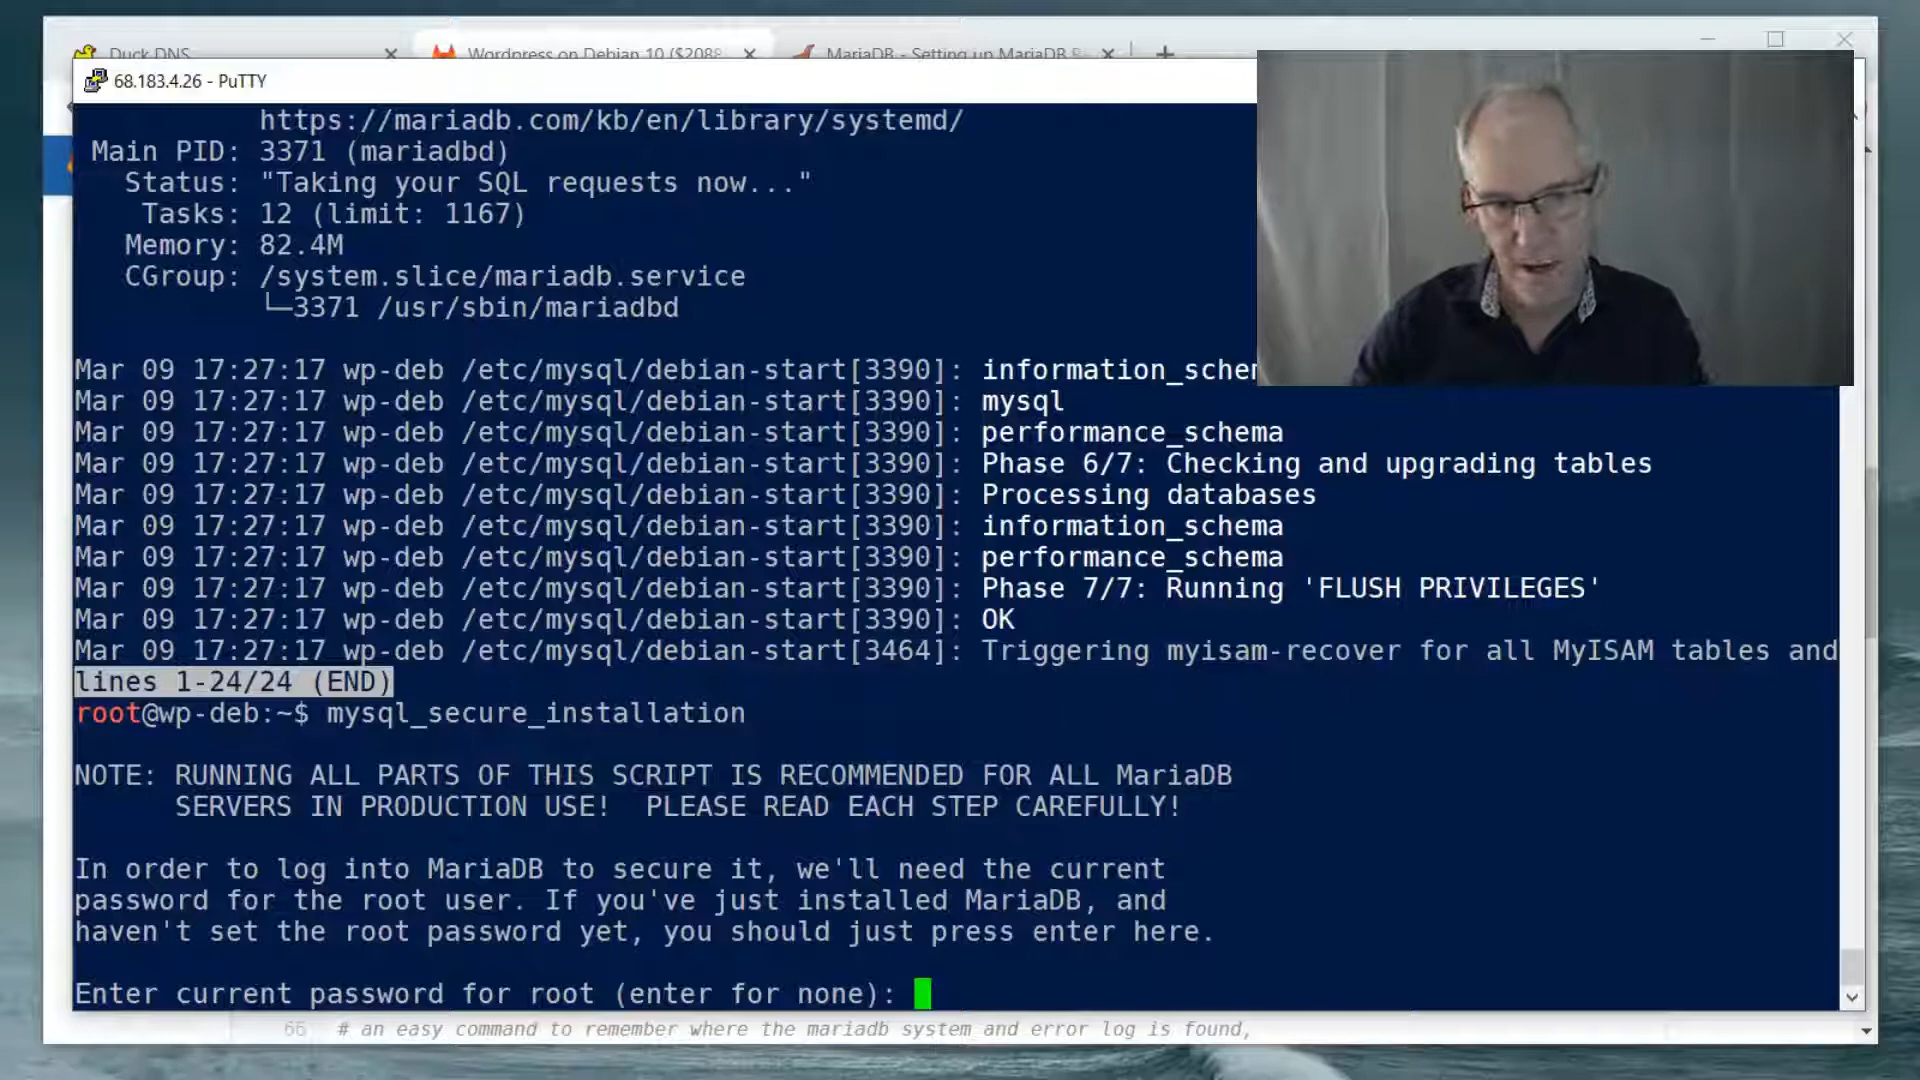 Duck DNS
Wordpress on Debian 10 ($208
MariaDB - Setting up MariaDB R
68.183.4.26 - PuTTY
https://mariadb.com/kb/en/library/systemd/
Main PID: 3371 (mariadbd)
Status: "Taking your SQL requests now..."
Tasks: 12 (limit: 1167)
Memory: 82.4M
CGroup: /system.slice/mariadb.service
└─3371 /usr/sbin/mariadbd
Mar 09 17:27:17 wp-deb /etc/mysql/debian-start[3390]: information_schem
Mar 09 17:27:17 wp-deb /etc/mysql/debian-start[3390]: mysql
Mar 09 17:27:17 wp-deb /etc/mysql/debian-start[3390]: performance_schema
Mar 09 17:27:17 wp-deb /etc/mysql/debian-start[3390]: Phase 6/7: Checking and upgrading tables
Mar 09 17:27:17 wp-deb /etc/mysql/debian-start[3390]: Processing databases
Mar 09 17:27:17 wp-deb /etc/mysql/debian-start[3390]: information_schema
Mar 09 17:27:17 wp-deb /etc/mysql/debian-start[3390]: performance_schema
Mar 09 17:27:17 wp-deb /etc/mysql/debian-start[3390]: Phase 7/7: Running 'FLUSH PRIVILEGES'
Mar 09 17:27:17 wp-deb /etc/mysql/debian-start[3390]: OK
Mar 09 17:27:17 wp-deb /etc/mysql/debian-start[3464]: Triggering myisam-recover for all MyISAM tables and
lines 1-24/24 (END)
root@wp-deb:~$ mysql_secure_installation
NOTE: RUNNING ALL PARTS OF THIS SCRIPT IS RECOMMENDED FOR ALL MariaDB
SERVERS IN PRODUCTION USE!  PLEASE READ EACH STEP CAREFULLY!
In order to log into MariaDB to secure it, we'll need the current
password for the root user. If you've just installed MariaDB, and
haven't set the root password yet, you should just press enter here.
Enter current password for root (enter for none):
66 # an easy command to remember where the mariadb system and error log is found,